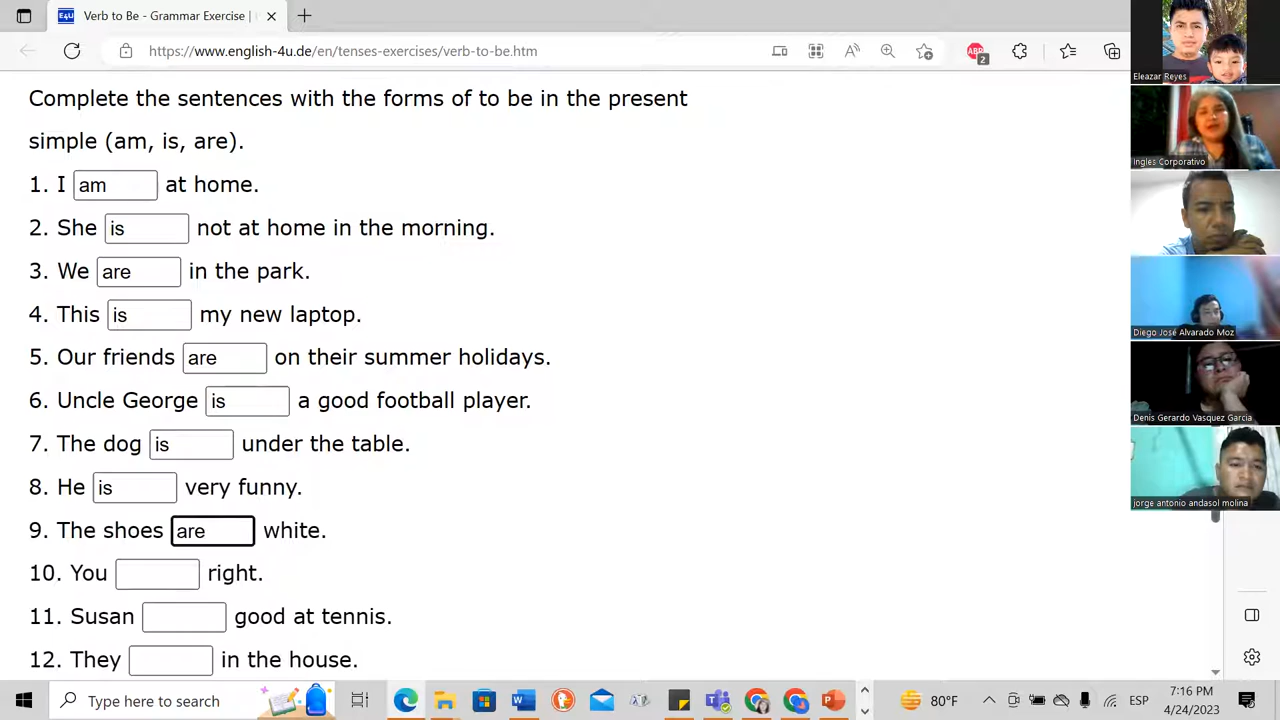 Verb to Be - Grammar Exercise |
https://www.english-4u.de/en/tenses-exercises/verb-to-be.htm
ABP
2
Complete the sentences with the forms of to be in the present
simple (am, is, are).
1. I am at home.
2. She is not at home in the morning.
3. We are in the park.
4. This is my new laptop.
5. Our friends are on their summer holidays.
6. Uncle George is a good football player.
7. The dog is under the table.
8. He is very funny.
9. The shoes are white.
10. You right.
11. Susan good at tennis.
12. They in the house.
Eleazar Reyes
Ingles Corporativo
Diego José Alvarado Moz
Denis Gerardo Vasquez Garcia
jorge antonio andasol molina
Type here to search
80°F
ESP
7:16 PM
4/24/2023